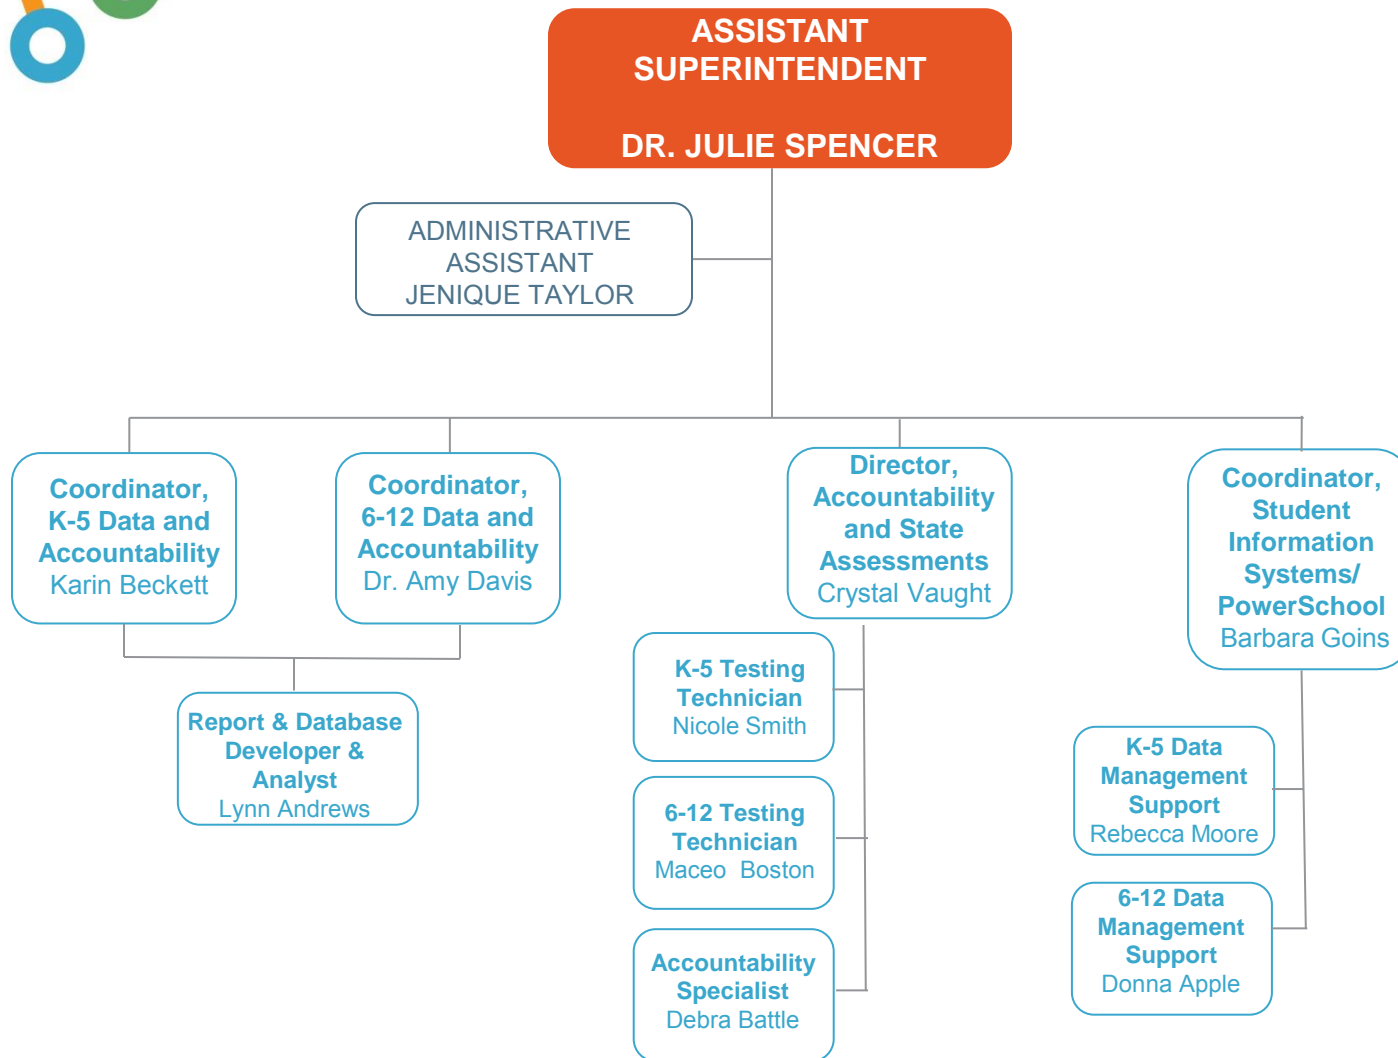 ASSISTANT
SUPERINTENDENT
DR. JULIE SPENCER
ADMINISTRATIVE
ASSISTANT
JENIQUE TAYLOR
Coordinator,
K-5 Data and
Accountability
Karin Beckett
Coordinator,
6-12 Data and
Accountability
Dr. Amy Davis
Director,
Accountability
and State
Assessments
Crystal Vaught
Coordinator,
Student
Information
Systems/
PowerSchool
Barbara Goins
Report & Database
Developer &
Analyst
Lynn Andrews
K-5 Testing
Technician
Nicole Smith
6-12 Testing
Technician
Maceo  Boston
Accountability
Specialist
Debra Battle
K-5 Data
Management
Support
Rebecca Moore
6-12 Data
Management
Support
Donna Apple